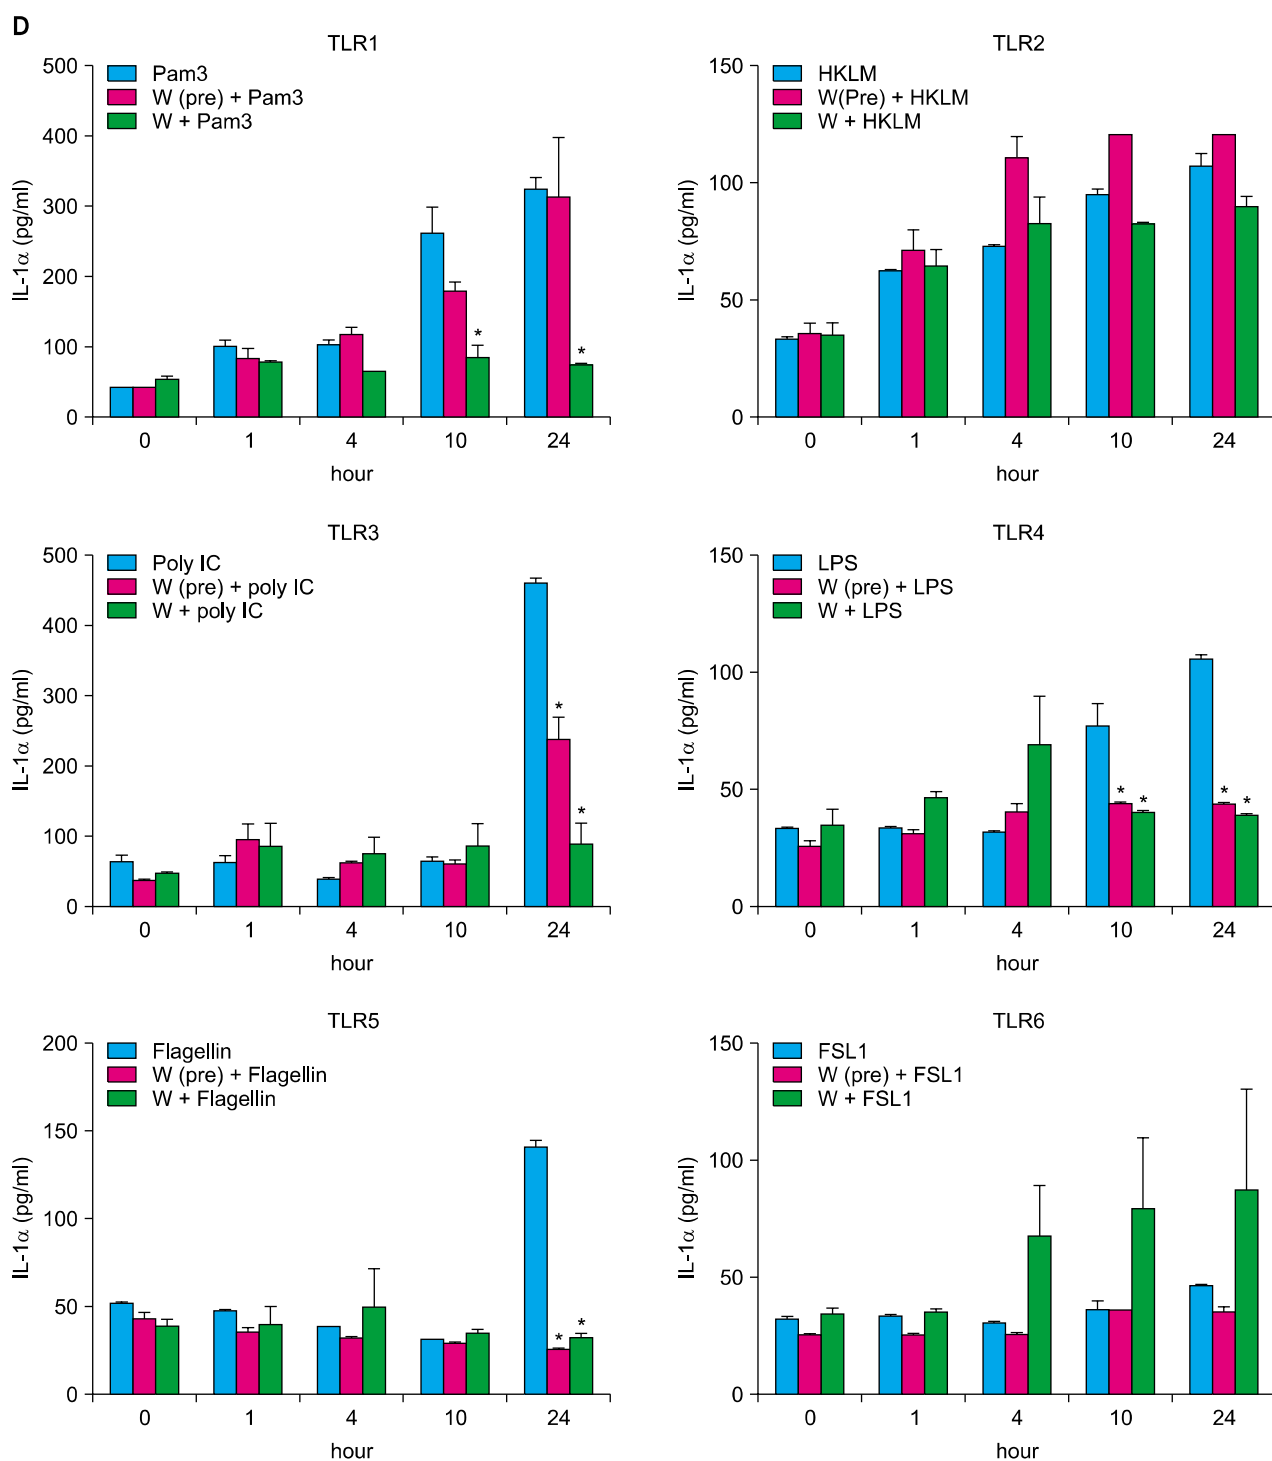 D
TLR1
Pam3
W (pre) + Pam3
W + Pam3
IL-1α (pg/ml)
500
400
300
200
100
0
*
*
0 1 4 10 24
hour
TLR2
HKLM
W(Pre) + HKLM
W + HKLM
IL-1α (pg/ml)
150
100
50
0
0 1 4 10 24
hour
TLR3
Poly IC
W (pre) + poly IC
W + poly IC
IL-1α (pg/ml)
500
400
300
200
100
0
*
*
0 1 4 10 24
hour
TLR4
LPS
W (pre) + LPS
W + LPS
IL-1α (pg/ml)
150
100
50
0
* * * *
0 1 4 10 24
hour
TLR5
Flagellin
W (pre) + Flagellin
W + Flagellin
IL-1α (pg/ml)
200
150
100
50
0
* *
0 1 4 10 24
hour
TLR6
FSL1
W (pre) + FSL1
W + FSL1
IL-1α (pg/ml)
150
100
50
0
0 1 4 10 24
hour